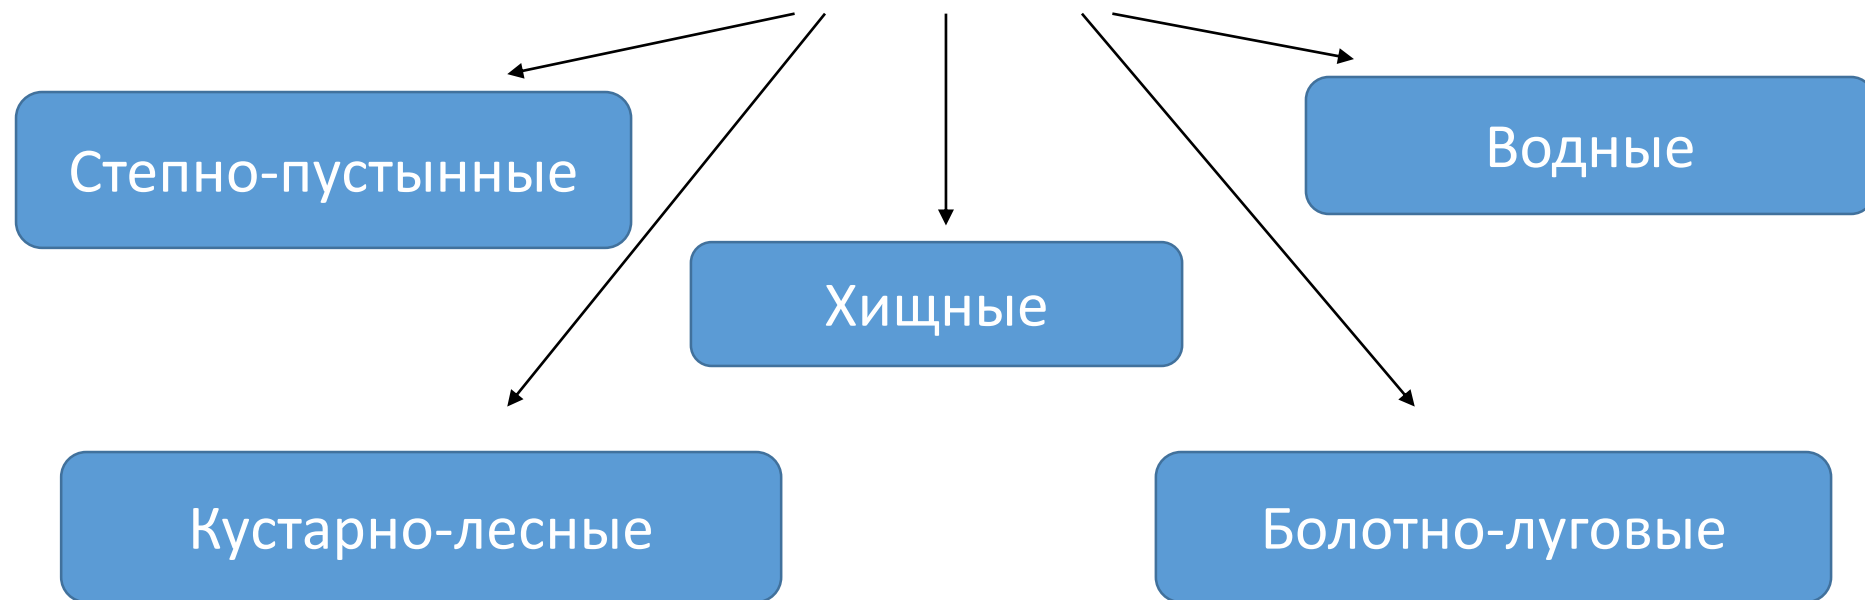 Степно-пустынные
Водные
Хищные
Кустарно-лесные
Болотно-луговые